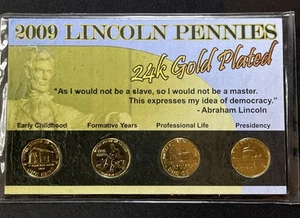 2009 LINCOLN PENNIES
24k Gold Plated
"As I would not be a slave, so I would not be a master.
This expresses my idea of democracy."
- Abraham Lincoln
Early Childhood Formative Years Professional Life Presidency